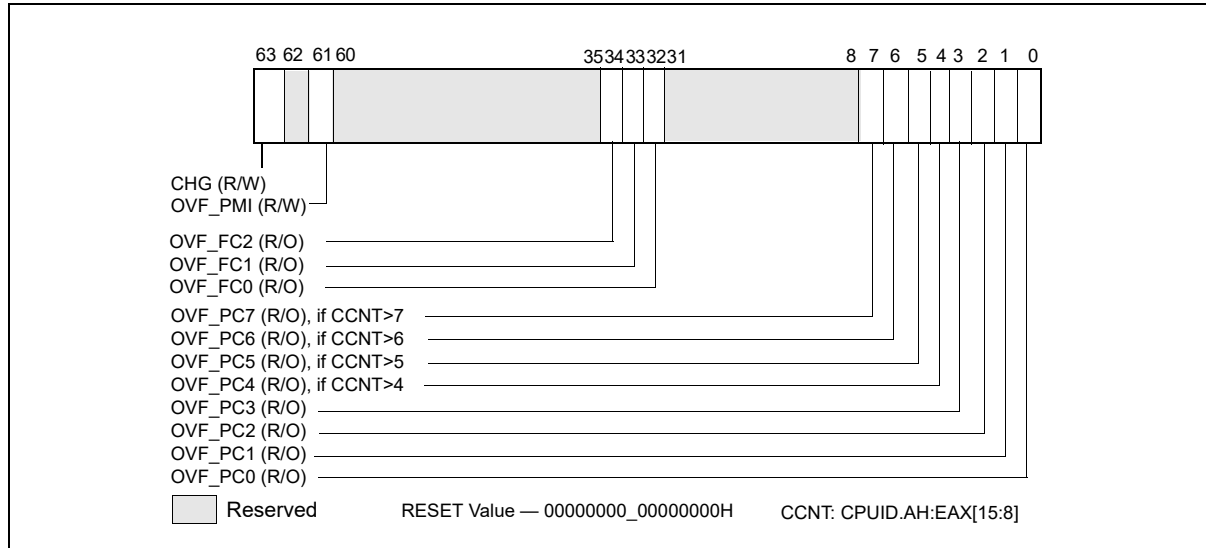 63 62 61 60 35 34 33 32 31 8 7 6 5 4 3 2 1 0
CHG (R/W)
OVF_PMI (R/W)
OVF_FC2 (R/O)
OVF_FC1 (R/O)
OVF_FC0 (R/O)
OVF_PC7 (R/O), if CCNT>7
OVF_PC6 (R/O), if CCNT>6
OVF_PC5 (R/O), if CCNT>5
OVF_PC4 (R/O), if CCNT>4
OVF_PC3 (R/O)
OVF_PC2 (R/O)
OVF_PC1 (R/O)
OVF_PC0 (R/O)
Reserved RESET Value — 00000000_00000000H CCNT: CPUID.AH:EAX[15:8]